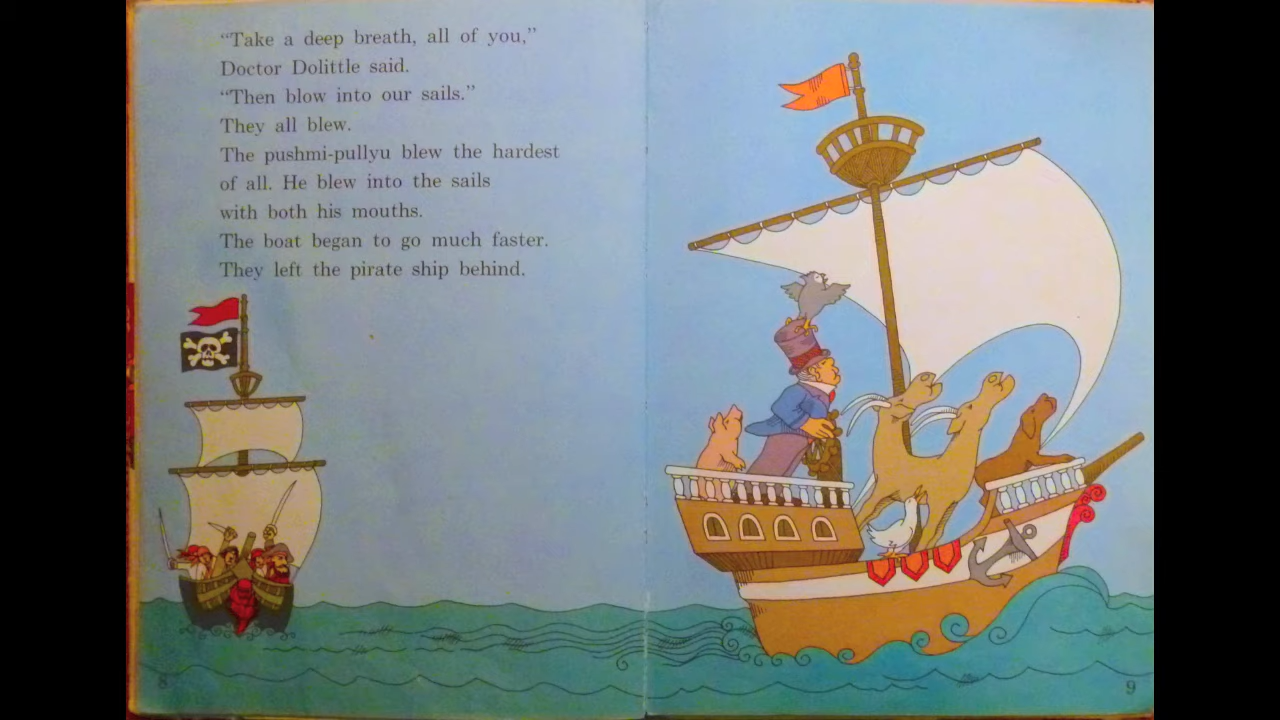 “Take a deep breath, all of you,”
Doctor Dolittle said.
“Then blow into our sails.”
They all blew.
The pushmi-pullyu blew the hardest
of all. He blew into the sails
with both his mouths.
The boat began to go much faster.
They left the pirate ship behind.
8
9